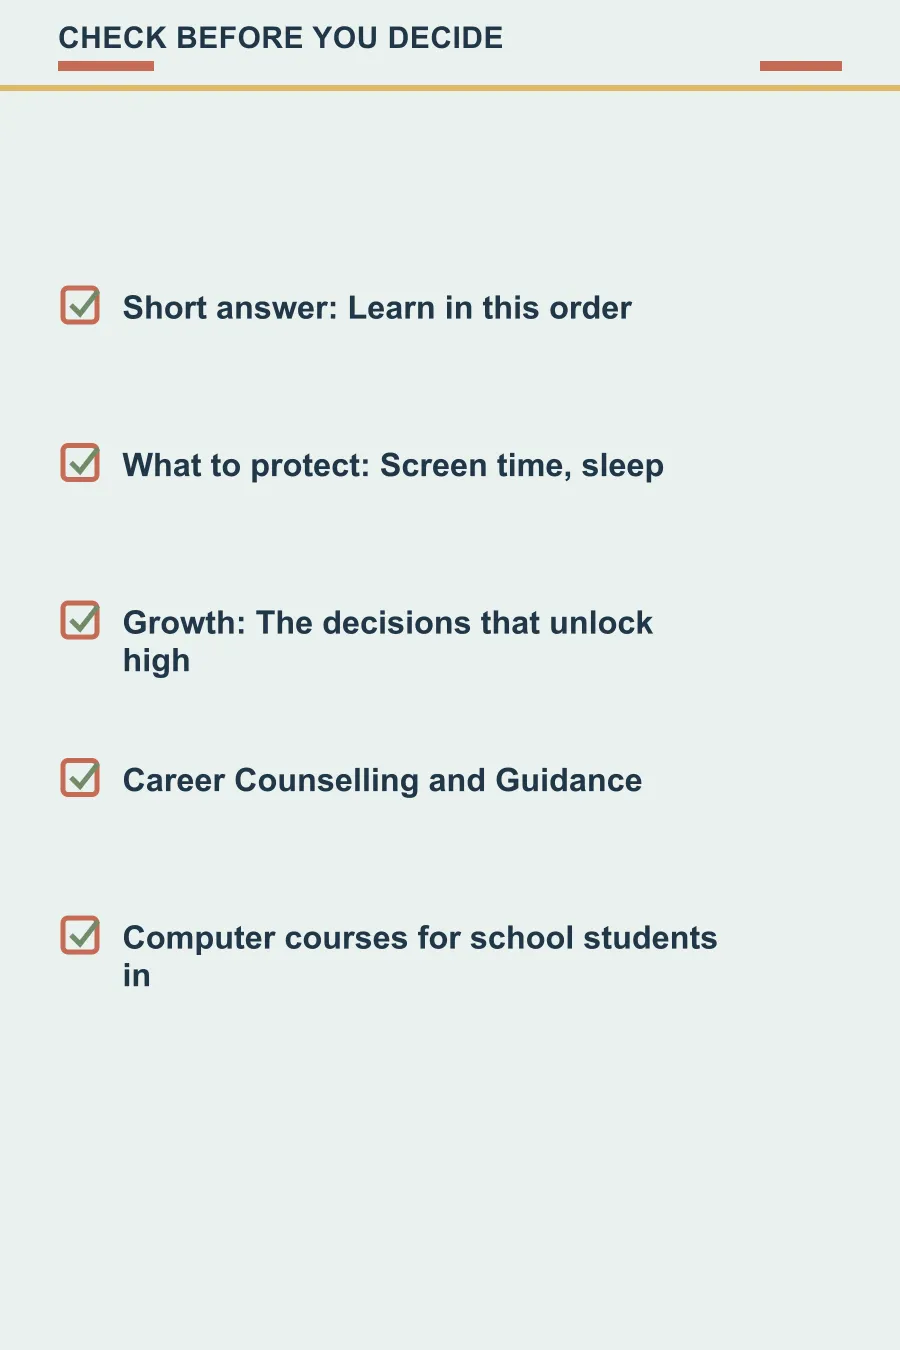 CHECK BEFORE YOU DECIDE
Short answer: Learn in this order
What to protect: Screen time, sleep
Growth: The decisions that unlock
high
Career Counselling and Guidance
Computer courses for school students
in